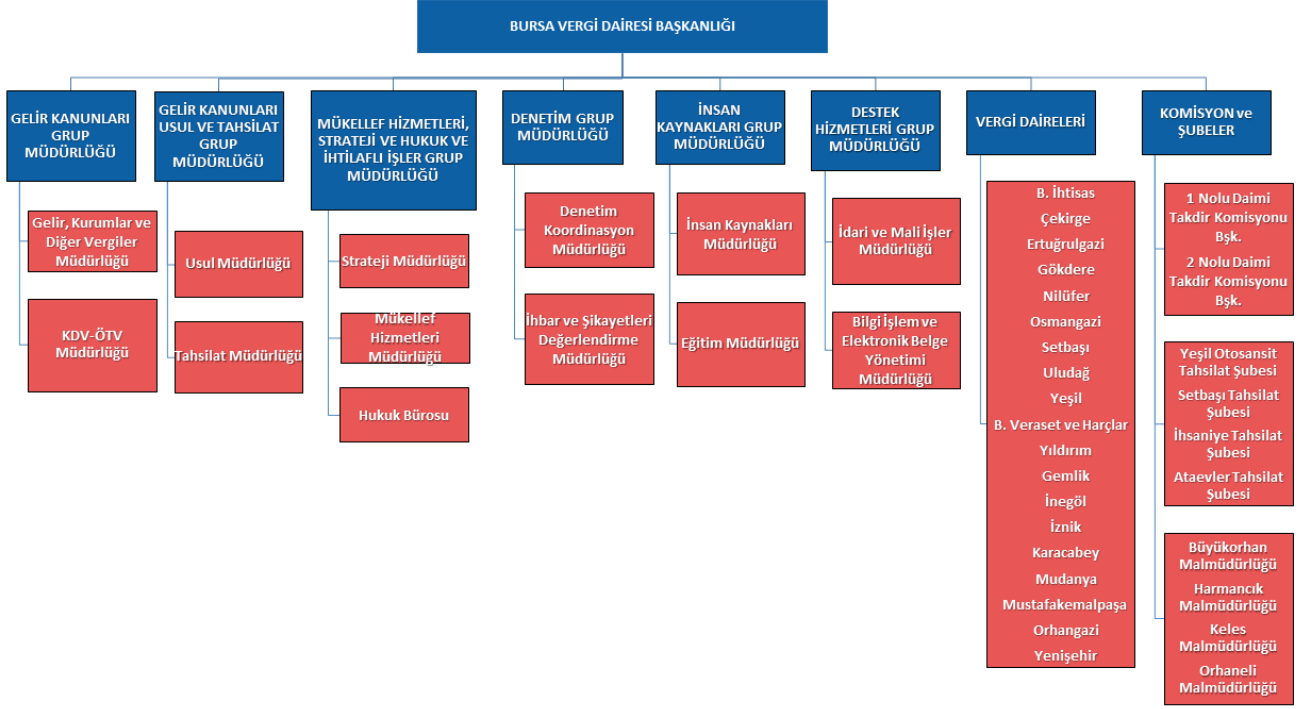 BURSA VERGİ DAİRESİ BAŞKANLIĞI
GELİR KANUNLARI
GRUP
MÜDÜRLÜĞÜ
Gelir, Kurumlar ve
Diğer Vergiler
Müdürlüğü
KDV-ÖTV
Müdürlüğü
GELİR KANUNLARI
USUL VE TAHSİLAT
GRUP
MÜDÜRLÜĞÜ
Usul Müdürlüğü
Tahsilat Müdürlüğü
MÜKELLEF HİZMETLERİ,
STRATEJİ VE HUKUK VE
İHTİLAFLI İŞLER GRUP
MÜDÜRLÜĞÜ
Strateji Müdürlüğü
Mükellef
Hizmetleri
Müdürlüğü
Hukuk Bürosu
DENETİM GRUP
MÜDÜRLÜĞÜ
Denetim
Koordinasyon
Müdürlüğü
İhbar ve Şikayetleri
Değerlendirme
Müdürlüğü
İNSAN
KAYNAKLARI GRUP
MÜDÜRLÜĞÜ
İnsan Kaynakları
Müdürlüğü
Eğitim Müdürlüğü
DESTEK
HİZMETLERİ GRUP
MÜDÜRLÜĞÜ
İdari ve Mali İşler
Müdürlüğü
Bilgi İşlem ve
Elektronik Belge
Yönetimi
Müdürlüğü
VERGİ DAİRELERİ
B. İhtisas
Çekirge
Ertuğrulgazi
Gökdere
Nilüfer
Osmangazi
Setbaşı
Uludağ
Yeşil
B. Veraset ve Harçlar
Yıldırım
Gemlik
İnegöl
İznik
Karacabey
Mudanya
Mustafakemalpaşa
Orhangazi
Yenişehir
KOMİSYON ve
ŞUBELER
1 Nolu Daimi
Takdir Komisyonu
Bşk.
2 Nolu Daimi
Takdir Komisyonu
Bşk.
Yeşil Otosansit
Tahsilat Şubesi
Setbaşı Tahsilat
Şubesi
İhsaniye Tahsilat
Şubesi
Ataevler Tahsilat
Şubesi
Büyükorhan
Malmüdürlüğü
Harmancık
Malmüdürlüğü
Keles
Malmüdürlüğü
Orhaneli
Malmüdürlüğü